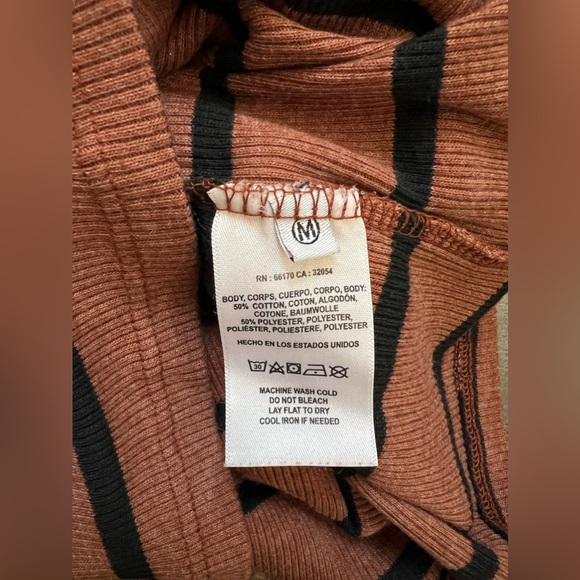 M
RN : 66170 CA : 32054
BODY, CORPS, CUERPO, CORPO, BODY:
50% COTTON, COTON, ALGODÓN,
COTONE, BAUMWOLLE
50% POLYESTER, POLYESTER,
POLIÉSTER, POLIESTERE, POLYESTER
HECHO EN LOS ESTADOS UNIDOS
30
MACHINE WASH COLD
DO NOT BLEACH
LAY FLAT TO DRY
COOL IRON IF NEEDED